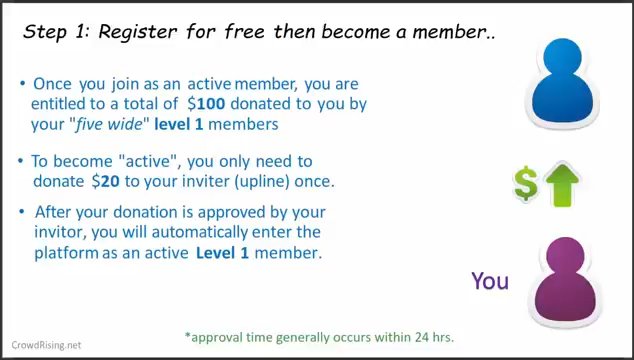 Step 1: Register for free then become a member..
• Once you join as an active member, you are
entitled to a total of $100 donated to you by
your "five wide" level 1 members
• To become "active", you only need to
donate $20 to your inviter (upline) once.
• After your donation is approved by your
invitor, you will automatically enter the
platform as an active Level 1 member.
$
You
*approval time generally occurs within 24 hrs.
CrowdRising.net